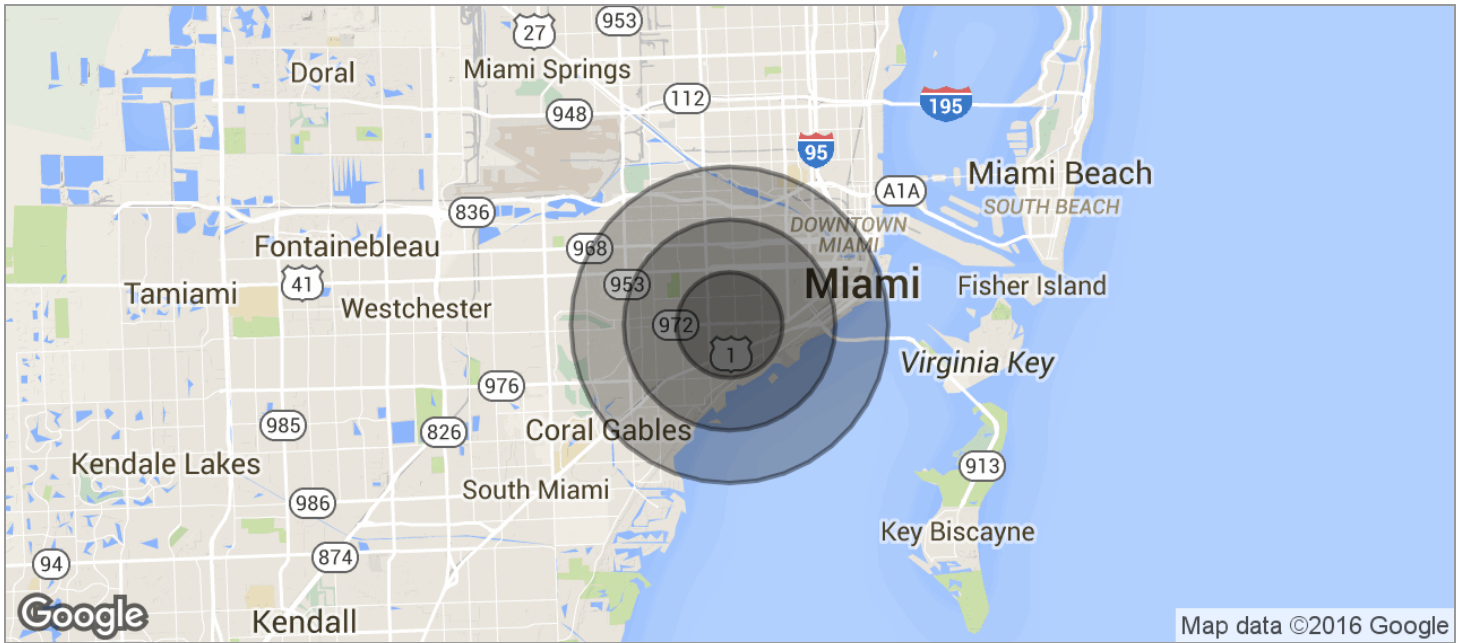 953
27
Doral
Miami Springs
112
948
195
95
Miami Beach
A1A
SOUTH BEACH
836
DOWNTOWN
MIAMI
Fontainebleau
968
41
953
Miami
Fisher Island
Tamiami
Westchester
972
1
Virginia Key
976
985
826
Coral Gables
Kendale Lakes
913
South Miami
986
Key Biscayne
874
94
Google
Kendall
Map data ©2016 Google